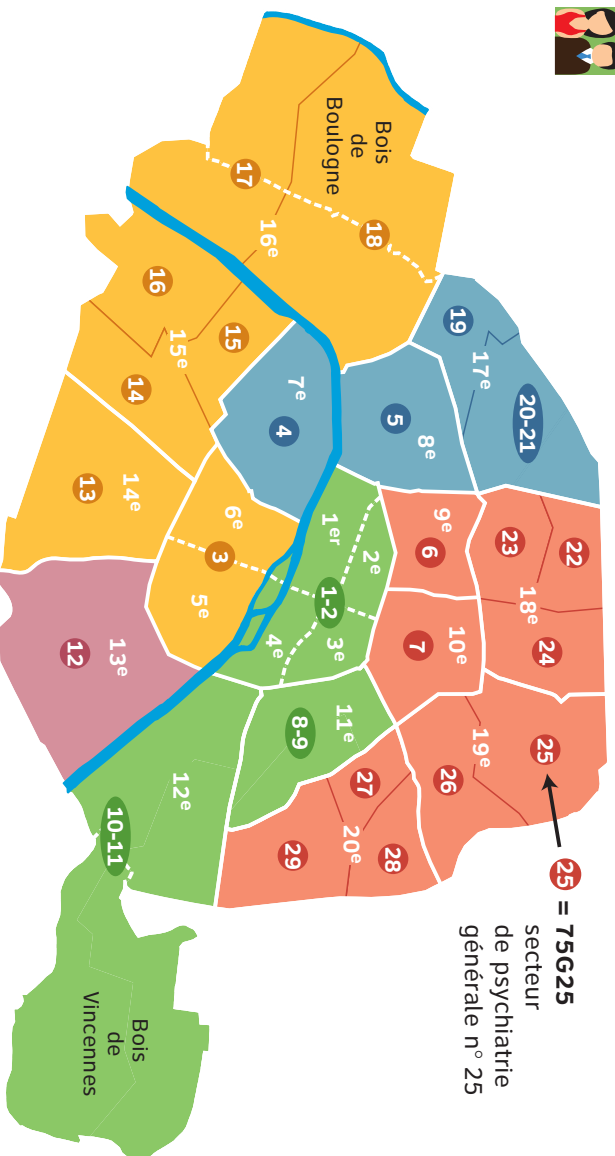 25 = 75G25
secteur
de psychiatrie
générale n° 25
Bois
de
Boulogne
17
18
16e
16
15
15e
14
13
14e
19
17e
20-21
5
8e
7e
4
6e
3
5e
1er
2e
1-2
3e
4e
9e
6
10e
7
22
23
18e
24
25
19e
26
27
28
20e
29
11e
8-9
12e
10-11
13e
12
Bois
de
Vincennes